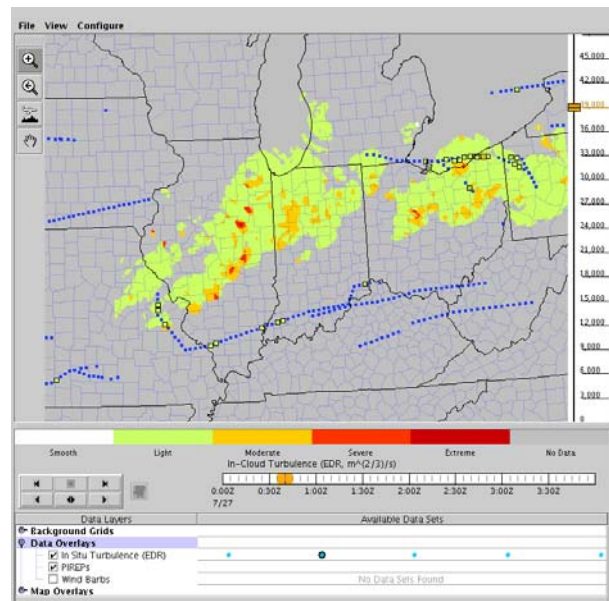 File View Configure
45,000
42,000
39,000
36,000
33,000
30,000
27,000
24,000
21,000
18,000
15,000
12,000
9,000
6,000
3,000
0
Smooth Light Moderate Severe Extreme No Data
In-Cloud Turbulence (EDR, m^(2/3)/s)
0:00Z 0:30Z 1:00Z 1:30Z 2:00Z 2:30Z 3:00Z 3:30Z
7/27
Data Layers Available Data Sets
Background Grids
Data Overlays
In Situ Turbulence (EDR)
PIREPs
Wind Barbs No Data Sets Found
Map Overlays